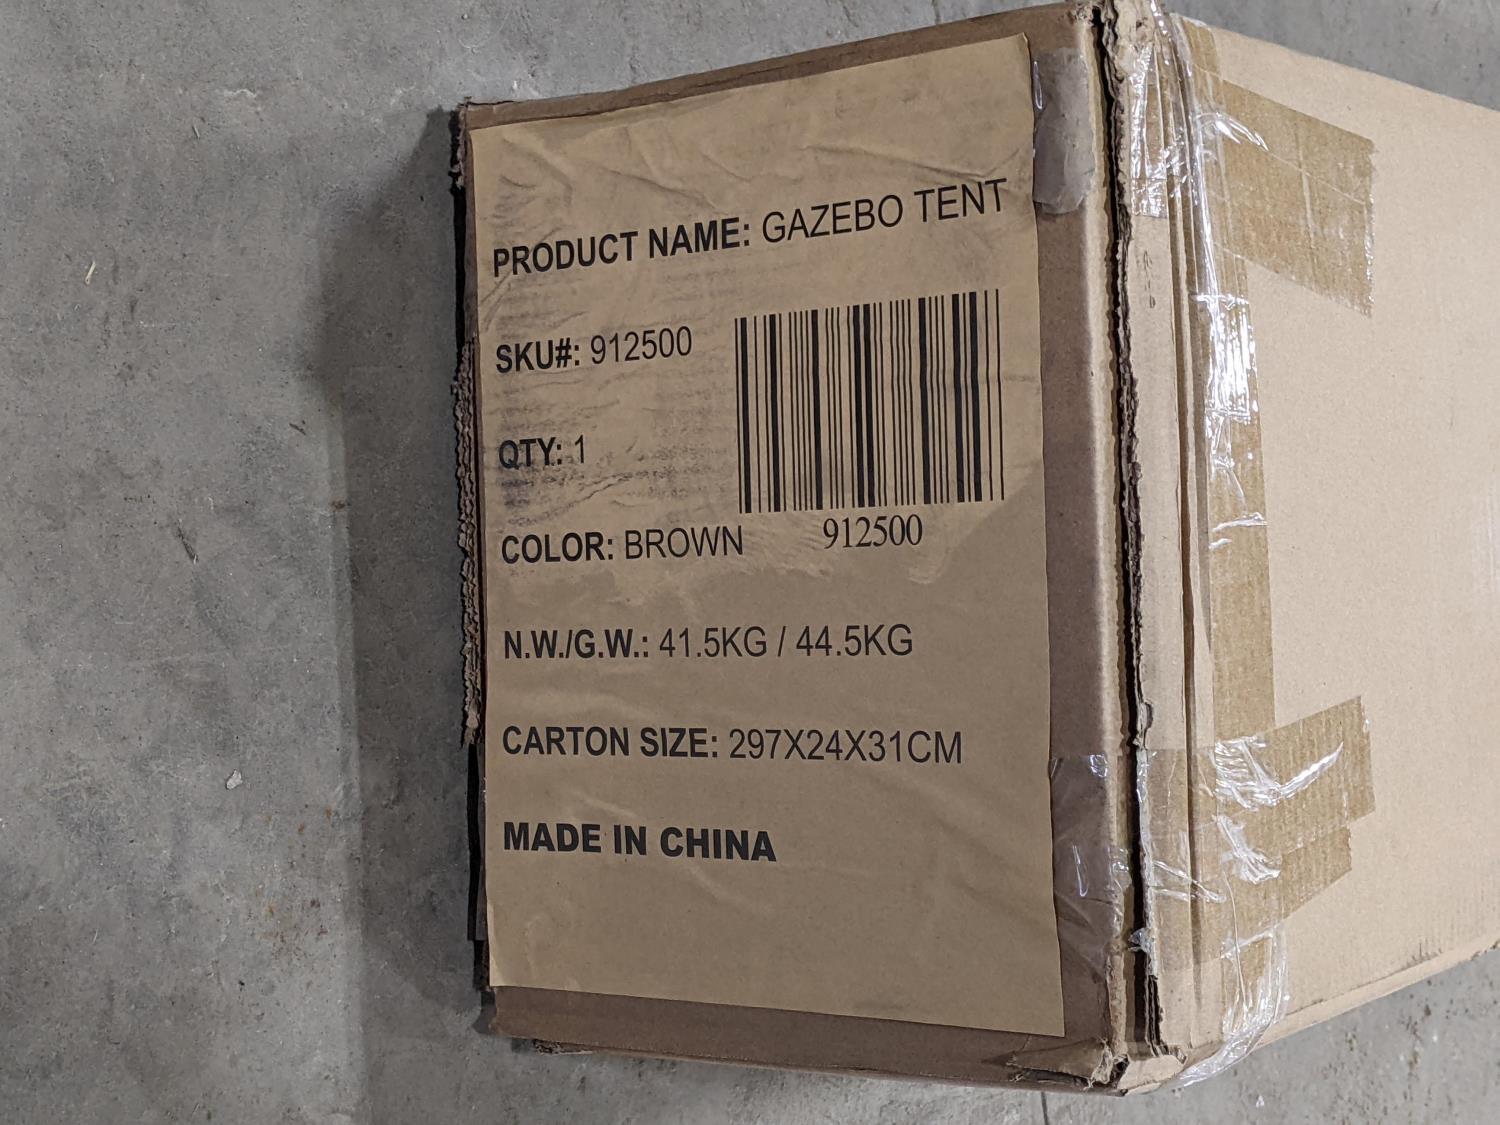 PRODUCT NAME: GAZEBO TENT
SKU#: 912500
QTY: 1
912500
COLOR: BROWN
N.W./G.W.: 41.5KG / 44.5KG
CARTON SIZE: 297X24X31CM
MADE IN CHINA